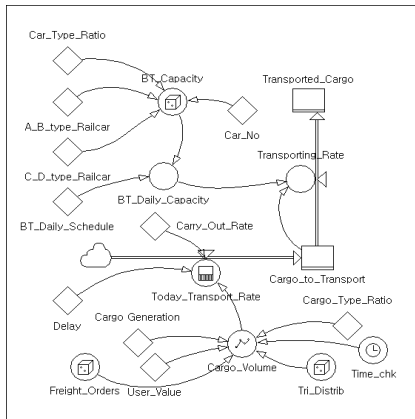 Car_Type_Ratio
BT_Capacity
Transported_Cargo
A_B_type_Railcar
Car_No
Transporting_Rate
C_D_type_Railcar
BT_Daily_Capacity
BT_Daily_Schedule
Carry_Out_Rate
Cargo_to_Transport
Today_Transport_Rate
Cargo_Type_Ratio
Delay
Cargo Generation
Cargo_Volume
Time_chk
Freight_Orders
User_Value
Tri_Distrib